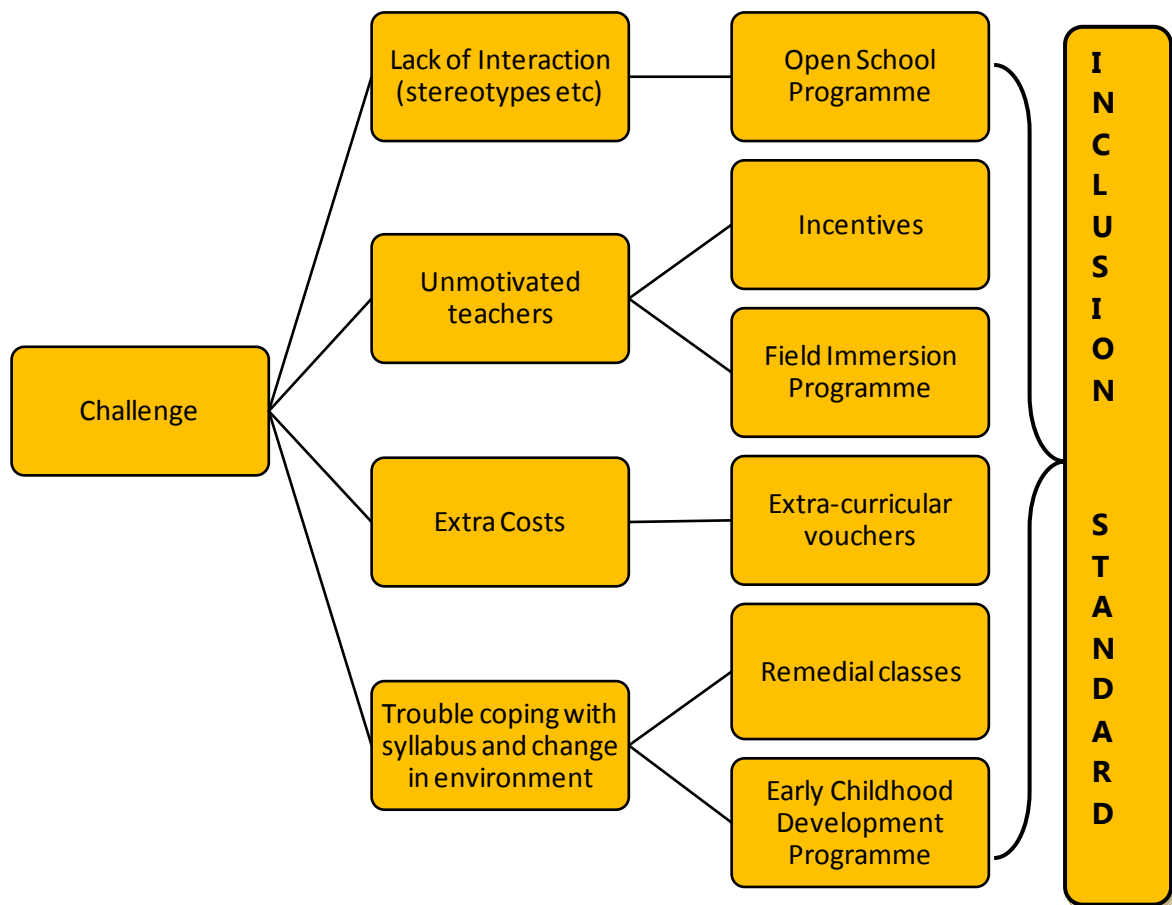 Challenge
Lack of Interaction
(stereotypes etc)
Unmotivated
teachers
Extra Costs
Trouble coping with
syllabus and change
in environment
Open School
Programme
Incentives
Field Immersion
Programme
Extra-curricular
vouchers
Remedial classes
Early Childhood
Development
Programme
I
N
C
L
U
S
I
O
N
S
T
A
N
D
A
R
D